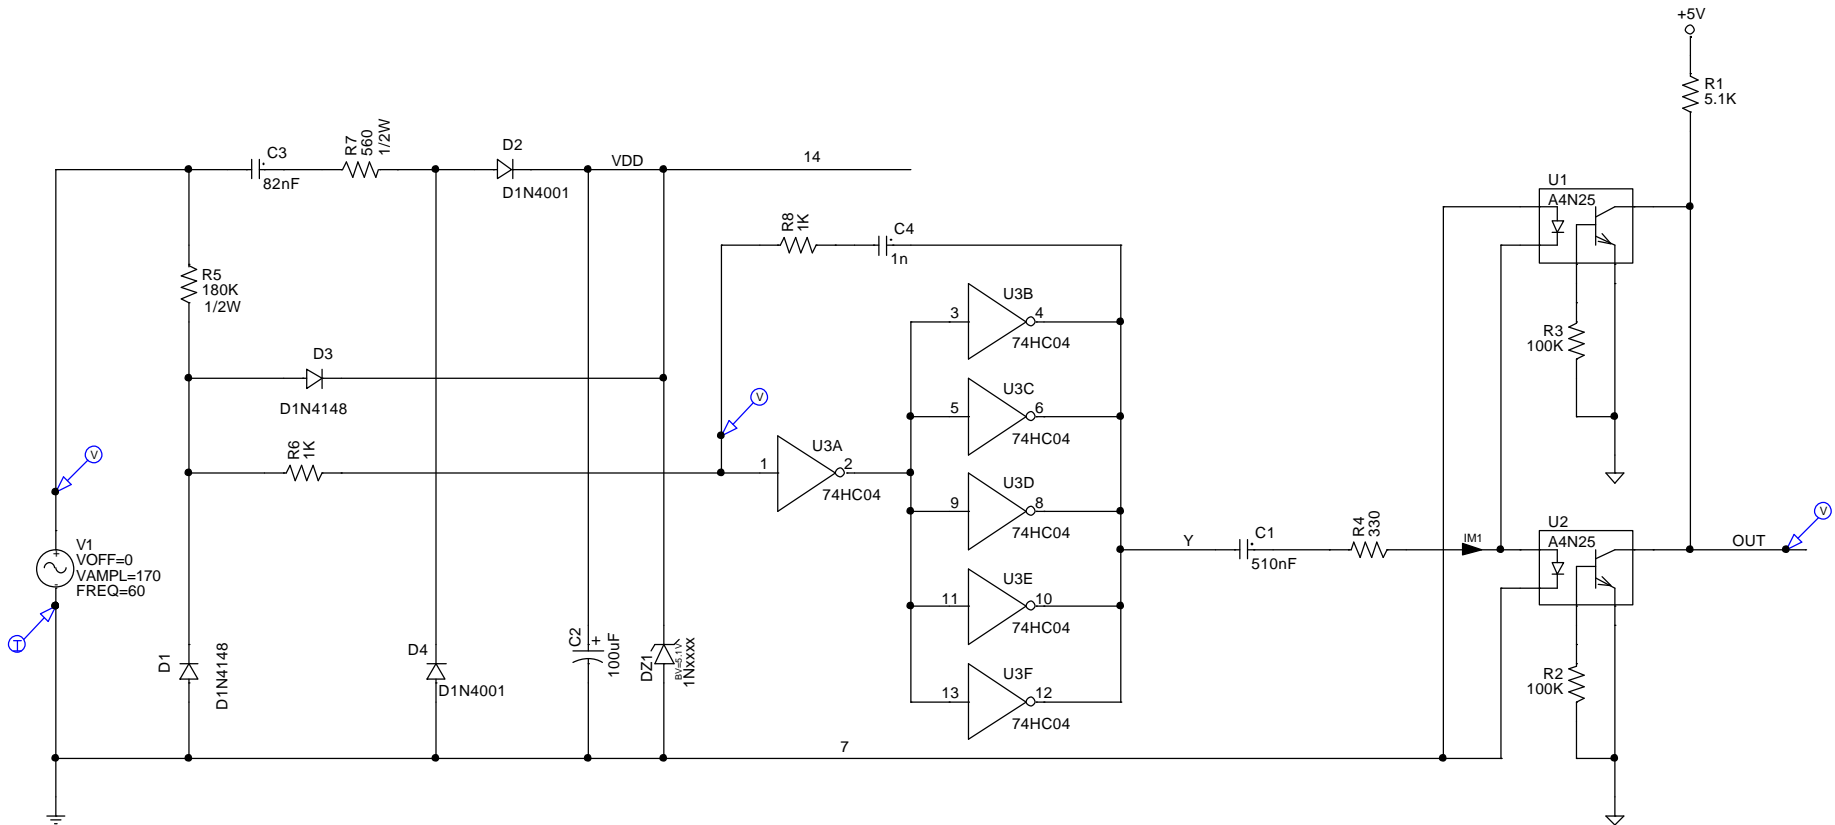 +5V
R1
5.1K
C3
82nF
R7
560
1/2W
D2
D1N4001
VDD
14
U1
A4N25
R8
1K
C4
1n
R5
180K
1/2W
U3B
3
4
74HC04
R3
100K
D3
D1N4148
U3C
5
6
74HC04
V
R6
1K
U3A
1
2
74HC04
V
U3D
9
8
74HC04
V
V1
VOFF=0
VAMPL=170
FREQ=60
Y
C1
510nF
R4
330
IM1
U2
A4N25
OUT
U3E
11
10
74HC04
I
D1
D1N4148
D4
D1N4001
C2
+
100uF
DZ1
BV=5.1V
1Nxxxx
U3F
13
12
74HC04
R2
100K
7